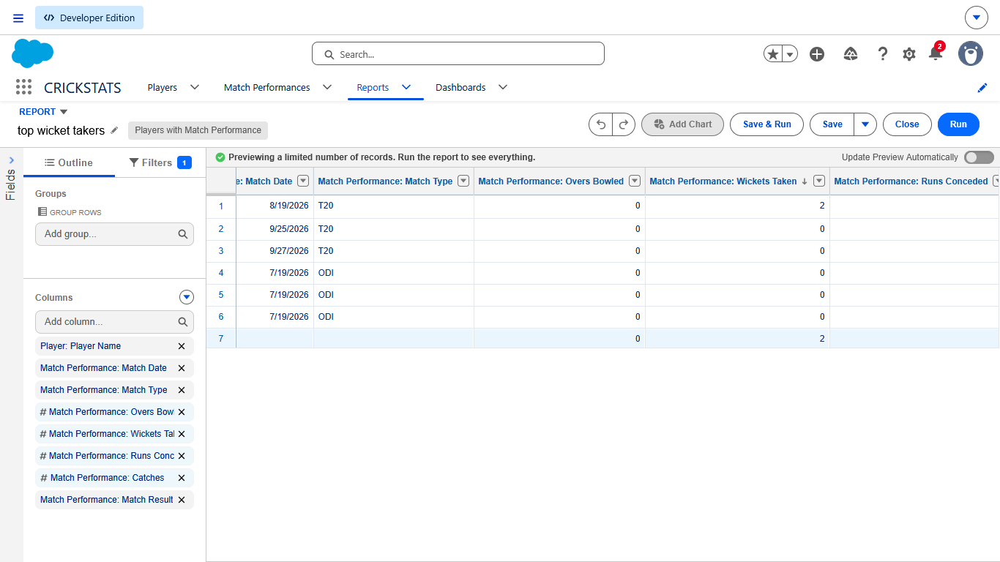 Developer Edition
Search...
2
CRICKSTATS
Players
Match Performances
Reports
Dashboards
REPORT
top wicket takers
Players with Match Performance
Add Chart
Save & Run
Save
Close
Run
Fields
Outline
Filters 1
Groups
GROUP ROWS
Add group...
Columns
Add column...
Player: Player Name
Match Performance: Match Date
Match Performance: Match Type
# Match Performance: Overs Bow
# Match Performance: Wickets Ta
# Match Performance: Runs Conc
# Match Performance: Catches
Match Performance: Match Result
Previewing a limited number of records. Run the report to see everything.
Update Preview Automatically
e: Match Date Match Performance: Match Type Match Performance: Overs Bowled Match Performance: Wickets Taken Match Performance: Runs Conceded
1 8/19/2026 T20 0 2
2 9/25/2026 T20 0 0
3 9/27/2026 T20 0 0
4 7/19/2026 ODI 0 0
5 7/19/2026 ODI 0 0
6 7/19/2026 ODI 0 0
7 0 2